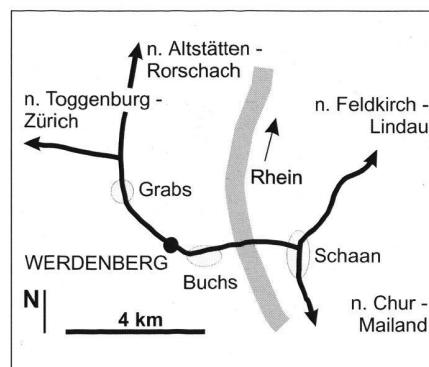 n. Altstätten -
Rorschach
n. Toggenburg -
Zürich
n. Feldkirch -
Lindau
Rhein
Grabs
WERDENBERG
Buchs
Schaan
N
4 km
n. Chur -
Mailand